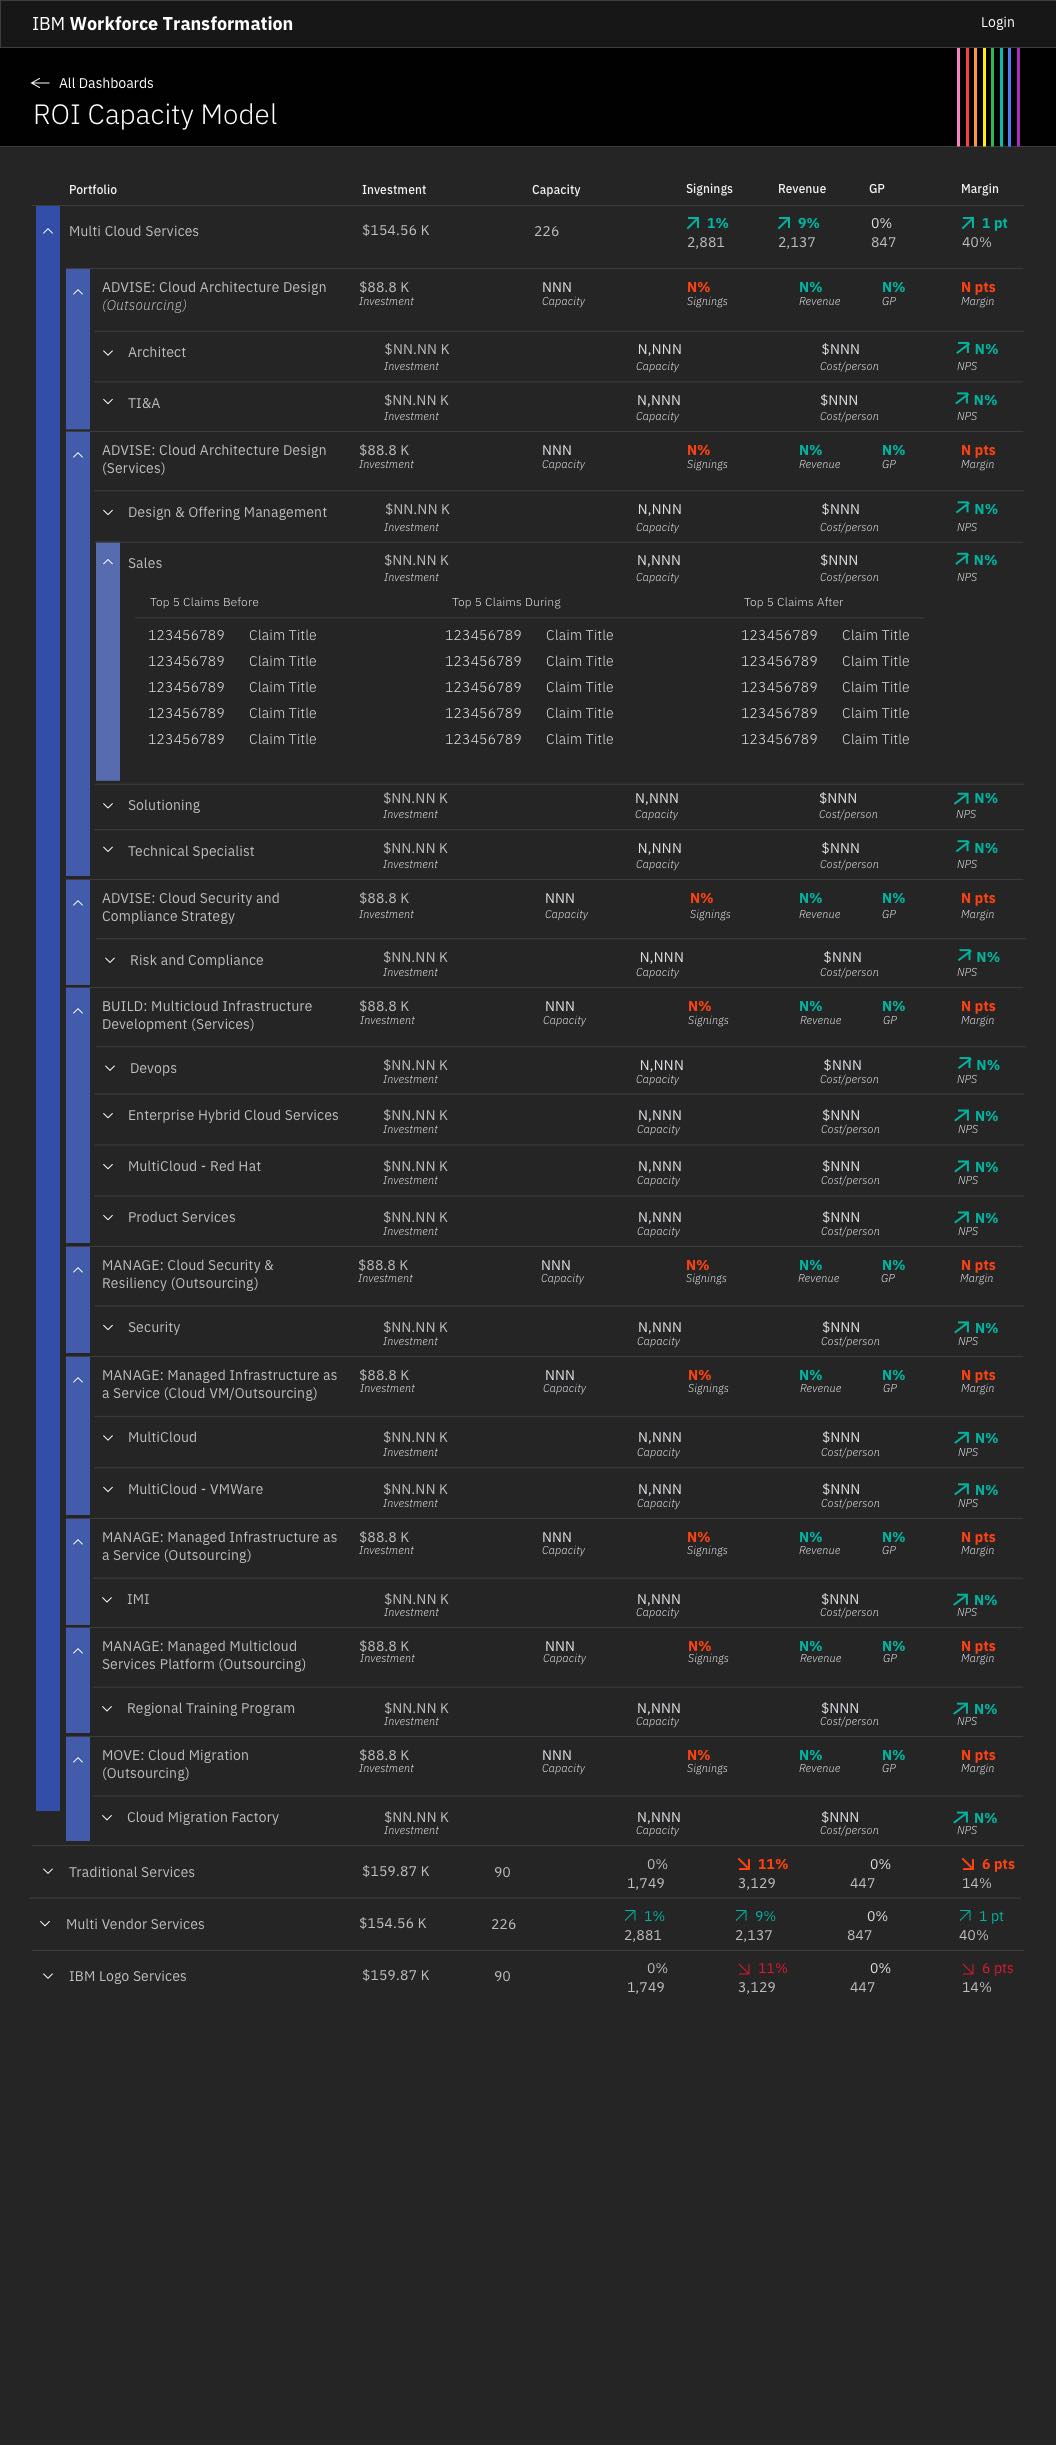 IBM Workforce Transformation
Login
All Dashboards
ROI Capacity Model
Portfolio Investment Capacity Signings Revenue GP Margin
1% 9% 0% 1 pt
Multi Cloud Services $154.56 K 226
2,881 2,137 847 40%
ADVISE: Cloud Architecture Design $88.8 K NNN N% N% N% N pts
(Outsourcing) Investment Capacity Signings Revenue GP Margin
Architect $NN.NN K N,NNN $NNN N%
Investment Capacity Cost/person NPS
TI&A $NN.NN K N,NNN $NNN N%
Investment Capacity Cost/person NPS
ADVISE: Cloud Architecture Design $88.8 K NNN N% N% N% N pts
(Services) Investment Capacity Signings Revenue GP Margin
Design & Offering Management $NN.NN K N,NNN $NNN N%
Investment Capacity Cost/person NPS
Sales $NN.NN K N,NNN $NNN N%
Investment Capacity Cost/person NPS
Top 5 Claims Before Top 5 Claims During Top 5 Claims After
123456789 Claim Title 123456789 Claim Title 123456789 Claim Title
123456789 Claim Title 123456789 Claim Title 123456789 Claim Title
123456789 Claim Title 123456789 Claim Title 123456789 Claim Title
123456789 Claim Title 123456789 Claim Title 123456789 Claim Title
123456789 Claim Title 123456789 Claim Title 123456789 Claim Title
Solutioning $NN.NN K N,NNN $NNN N%
Investment Capacity Cost/person NPS
Technical Specialist $NN.NN K N,NNN $NNN N%
Investment Capacity Cost/person NPS
ADVISE: Cloud Security and $88.8 K NNN N% N% N% N pts
Compliance Strategy Investment Capacity Signings Revenue GP Margin
Risk and Compliance $NN.NN K N,NNN $NNN N%
Investment Capacity Cost/person NPS
BUILD: Multicloud Infrastructure $88.8 K NNN N% N% N% N pts
Development (Services) Investment Capacity Signings Revenue GP Margin
Devops $NN.NN K N,NNN $NNN N%
Investment Capacity Cost/person NPS
Enterprise Hybrid Cloud Services $NN.NN K N,NNN $NNN N%
Investment Capacity Cost/person NPS
MultiCloud - Red Hat $NN.NN K N,NNN $NNN N%
Investment Capacity Cost/person NPS
Product Services $NN.NN K N,NNN $NNN N%
Investment Capacity Cost/person NPS
MANAGE: Cloud Security & $88.8 K NNN N% N% N% N pts
Resiliency (Outsourcing) Investment Capacity Signings Revenue GP Margin
Security $NN.NN K N,NNN $NNN N%
Investment Capacity Cost/person NPS
MANAGE: Managed Infrastructure as $88.8 K NNN N% N% N% N pts
a Service (Cloud VM/Outsourcing) Investment Capacity Signings Revenue GP Margin
MultiCloud $NN.NN K N,NNN $NNN N%
Investment Capacity Cost/person NPS
MultiCloud - VMWare $NN.NN K N,NNN $NNN N%
Investment Capacity Cost/person NPS
MANAGE: Managed Infrastructure as $88.8 K NNN N% N% N% N pts
a Service (Outsourcing) Investment Capacity Signings Revenue GP Margin
IMI $NN.NN K N,NNN $NNN N%
Investment Capacity Cost/person NPS
MANAGE: Managed Multicloud $88.8 K NNN N% N% N% N pts
Services Platform (Outsourcing) Investment Capacity Signings Revenue GP Margin
Regional Training Program $NN.NN K N,NNN $NNN N%
Investment Capacity Cost/person NPS
MOVE: Cloud Migration $88.8 K NNN N% N% N% N pts
(Outsourcing) Investment Capacity Signings Revenue GP Margin
Cloud Migration Factory $NN.NN K N,NNN $NNN N%
Investment Capacity Cost/person NPS
0% 11% 0% 6 pts
Traditional Services $159.87 K 90
1,749 3,129 447 14%
1% 9% 0% 1 pt
Multi Vendor Services $154.56 K 226
2,881 2,137 847 40%
0% 11% 0% 6 pts
IBM Logo Services $159.87 K 90
1,749 3,129 447 14%